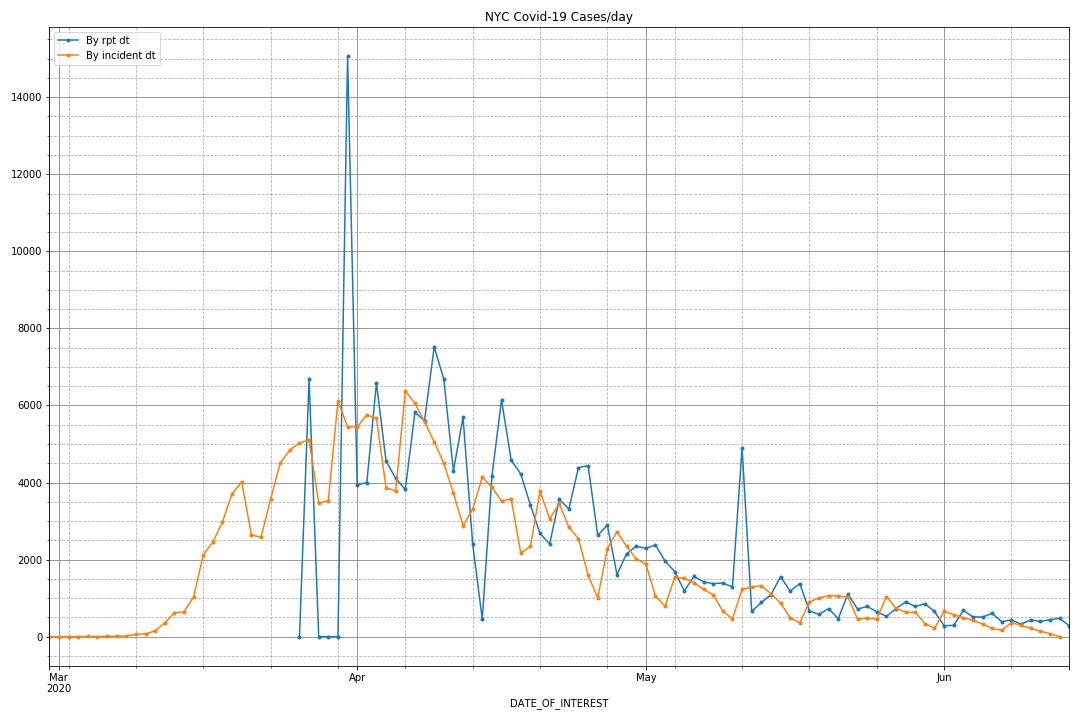 NYC Covid-19 Cases/day
By rpt dt
By incident dt
14000
12000
10000
8000
6000
4000
2000
0
Mar Apr May Jun
2020
DATE_OF_INTEREST